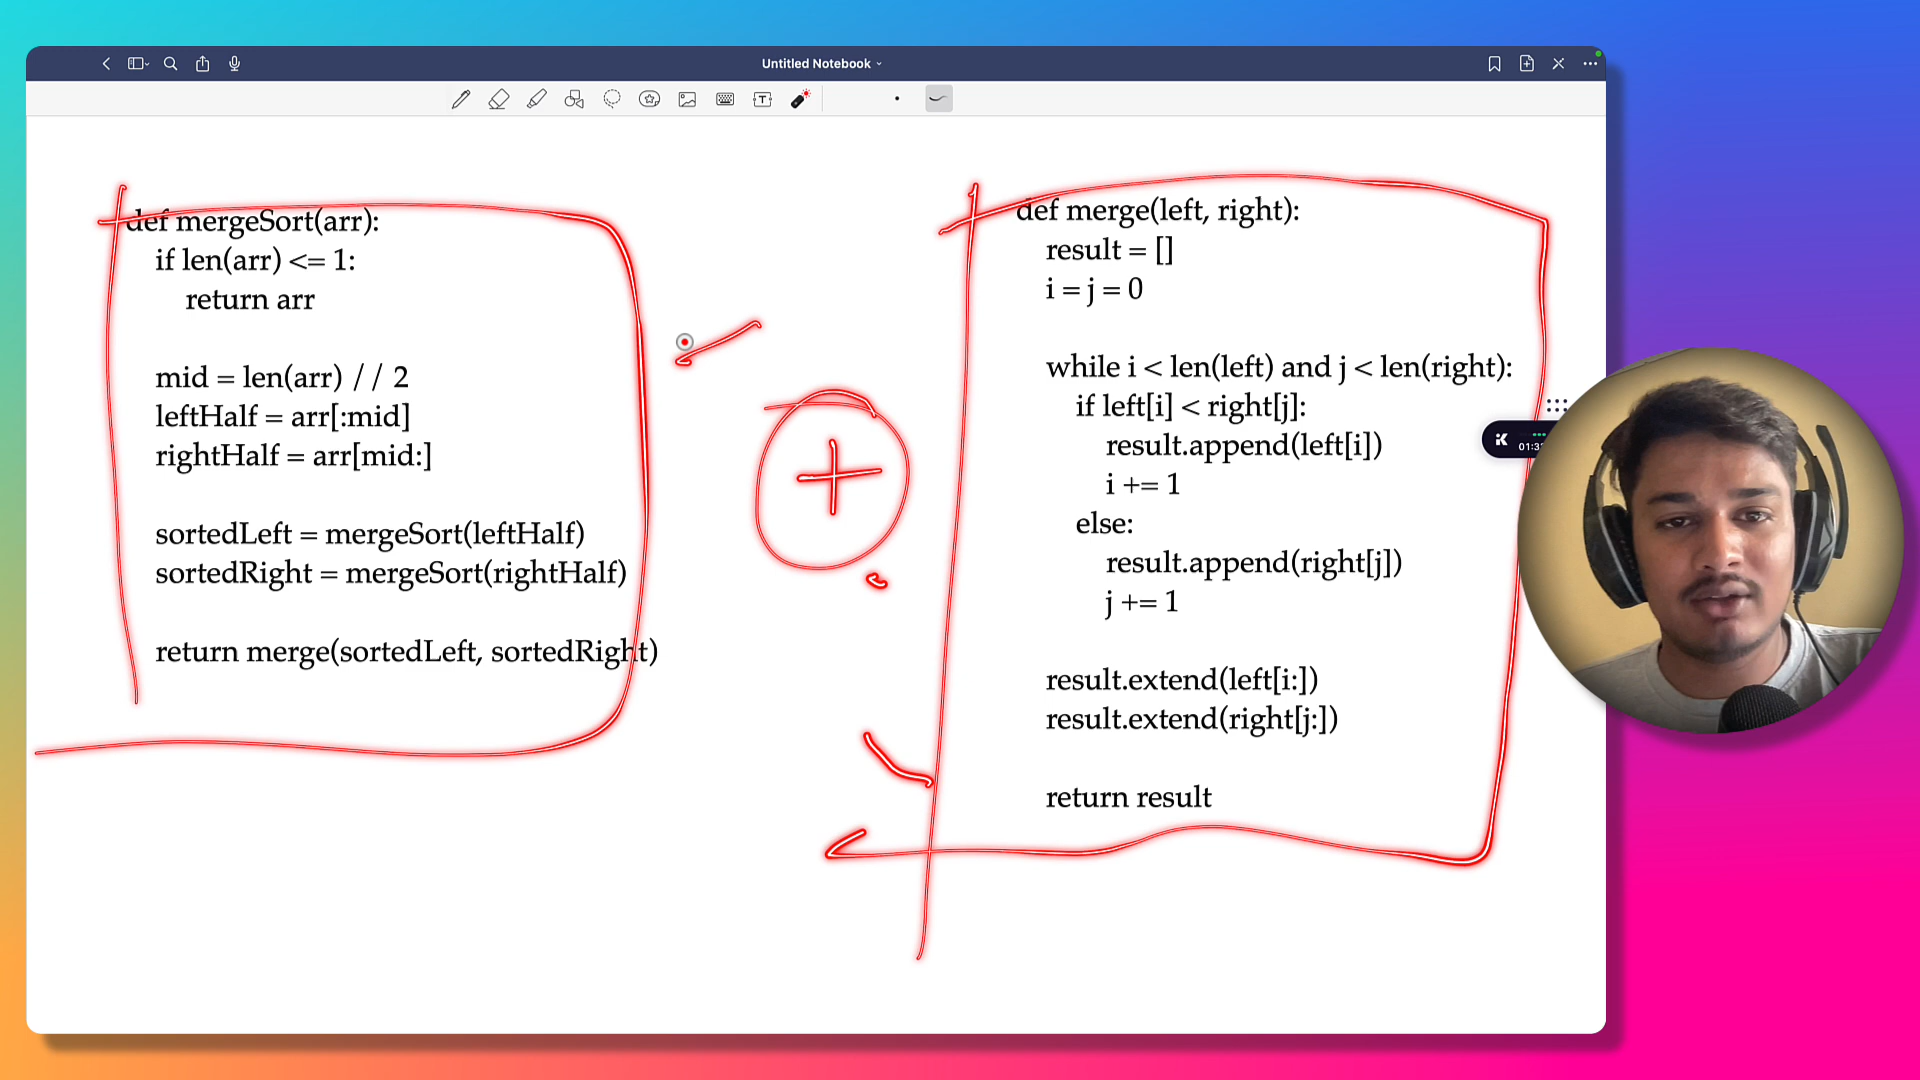 Untitled Notebook
def mergeSort(arr):
if len(arr) <= 1:
return arr
mid = len(arr) // 2
leftHalf = arr[:mid]
rightHalf = arr[mid:]
sortedLeft = mergeSort(leftHalf)
sortedRight = mergeSort(rightHalf)
return merge(sortedLeft, sortedRight)
+
def merge(left, right):
result = []
i = j = 0
while i < len(left) and j < len(right):
if left[i] < right[j]:
result.append(left[i])
i += 1
else:
result.append(right[j])
j += 1
result.extend(left[i:])
result.extend(right[j:])
return result